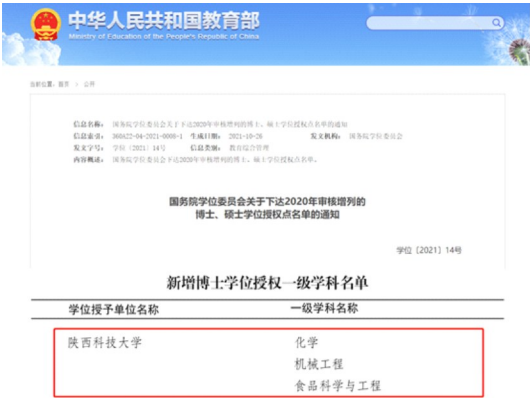 中华人民共和国教育部
Ministry of Education of the People's Republic of China
当前位置：首页 > 公开
信息名称：国务院学位委员会关于下达2020年审核增列的博士、硕士学位授权点名单的通知
信息索引：360A22-04-2021-0008-1 生成日期：2021-10-26 发文机构：国务院学位委员会
发文字号：学位〔2021〕14号 信息类别：教育综合管理
内容概述：国务院学位委员会下达2020年审核增列的博士、硕士学位授权点名单。
国务院学位委员会关于下达2020年审核增列的
博士、硕士学位授权点名单的通知
学位〔2021〕14号
新增博士学位授权一级学科名单
学位授予单位名称 一级学科名称
陕西科技大学 化学
机械工程
食品科学与工程